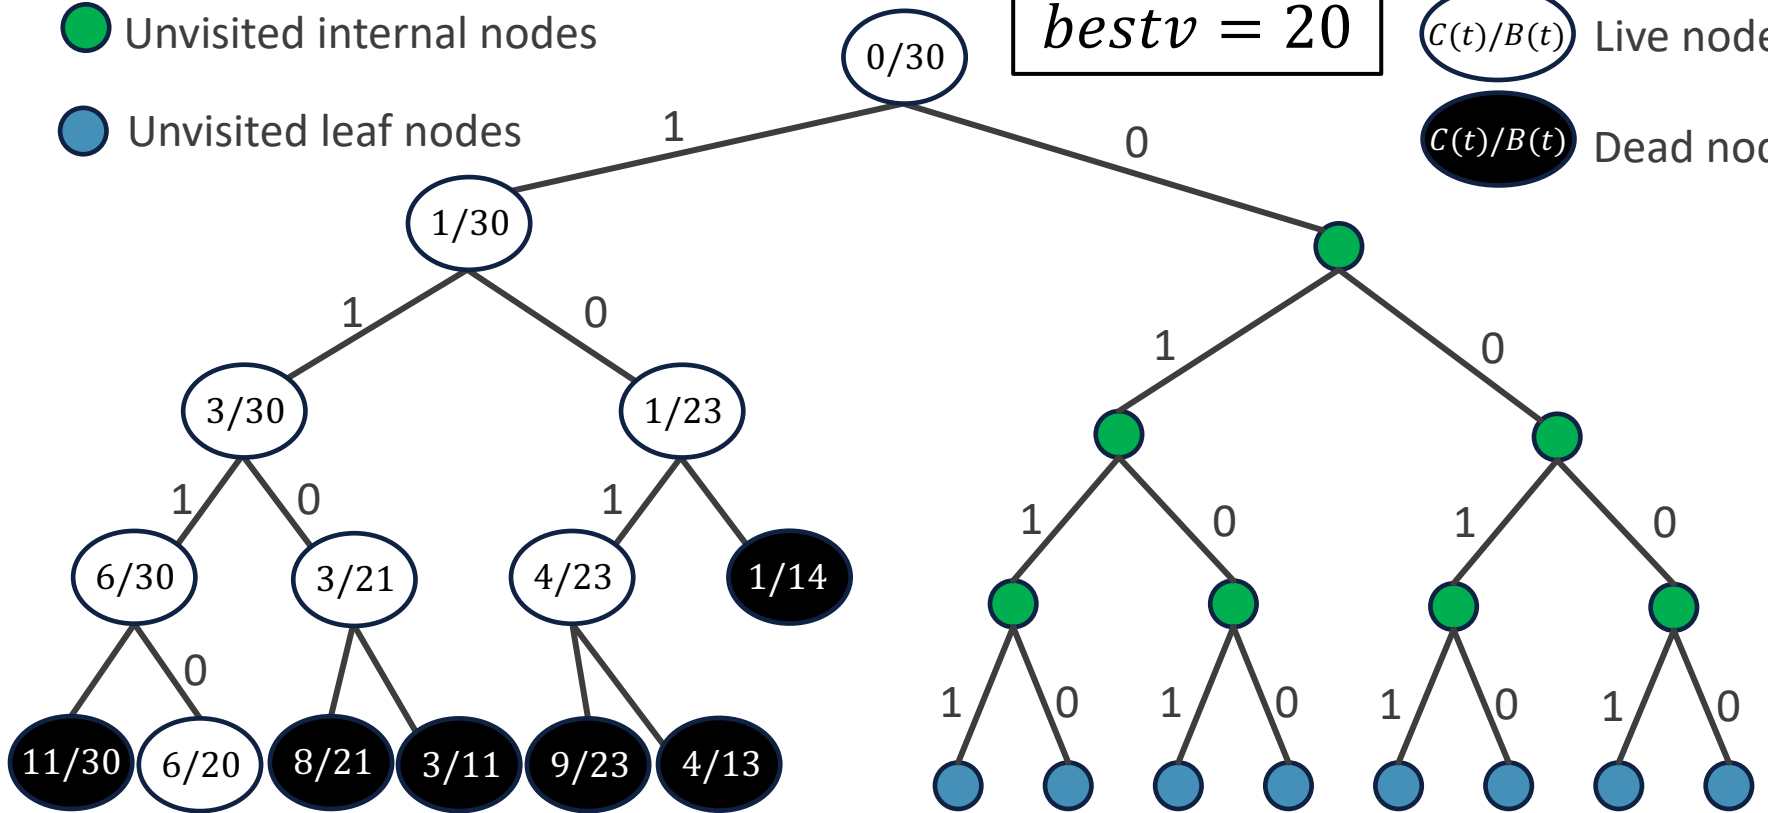 Unvisited internal nodes
Unvisited leaf nodes
bestv = 20
C(t)/B(t) Live node
C(t)/B(t) Dead nod
0/30
1 0
1/30
1 0
1 0
3/30 1/23
1 0 1
1 0 1 0
6/30 3/21 4/23 1/14
0
1 0 1 0 1 0 1 0
11/30 6/20 8/21 3/11 9/23 4/13